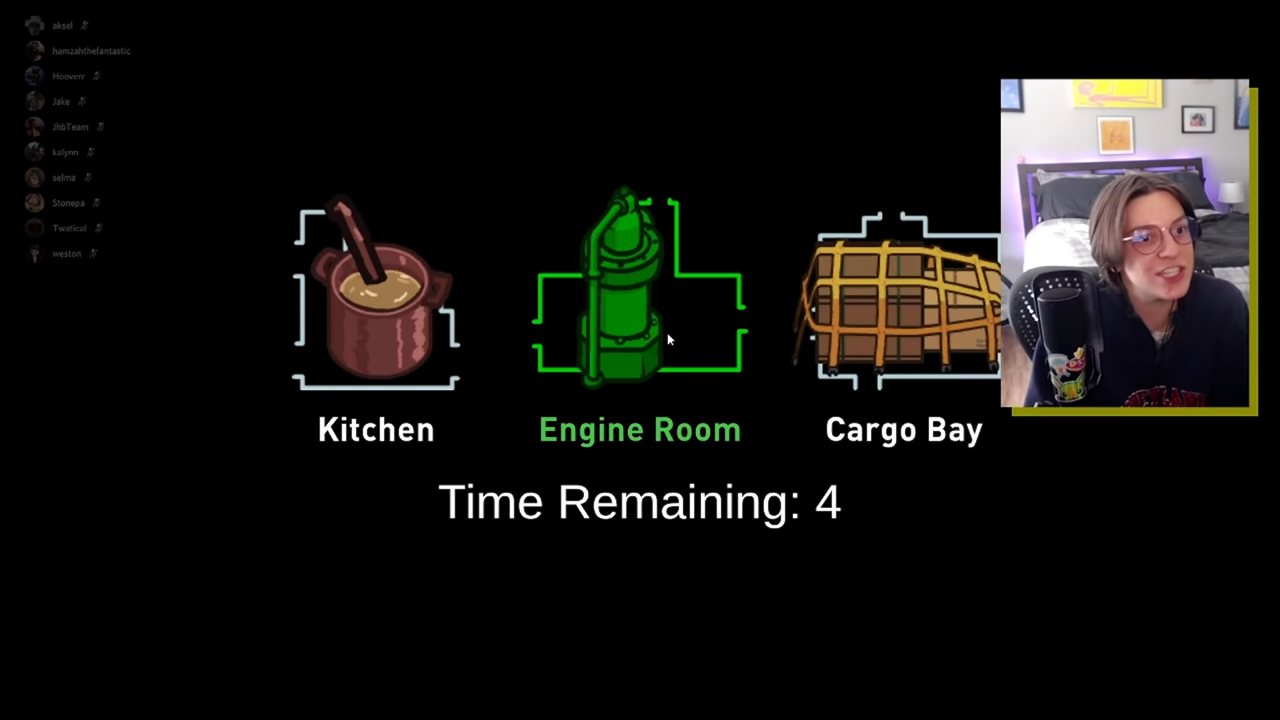 aksel
hamzahthefantastic
Hooverr
Jake
JhbTeam
kalynn
selma
Stonepa
Twatical
weston
Kitchen
Engine Room
Cargo Bay
Time Remaining: 4